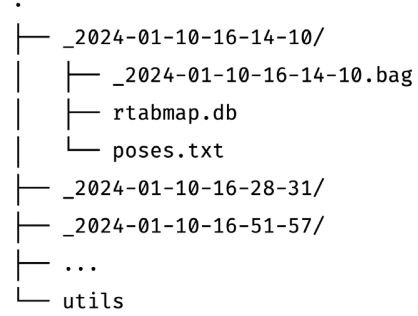 .
├── _2024-01-10-16-14-10/
│   ├── _2024-01-10-16-14-10.bag
│   ├── rtabmap.db
│   └── poses.txt
├── _2024-01-10-16-28-31/
├── _2024-01-10-16-51-57/
├── ...
└── utils